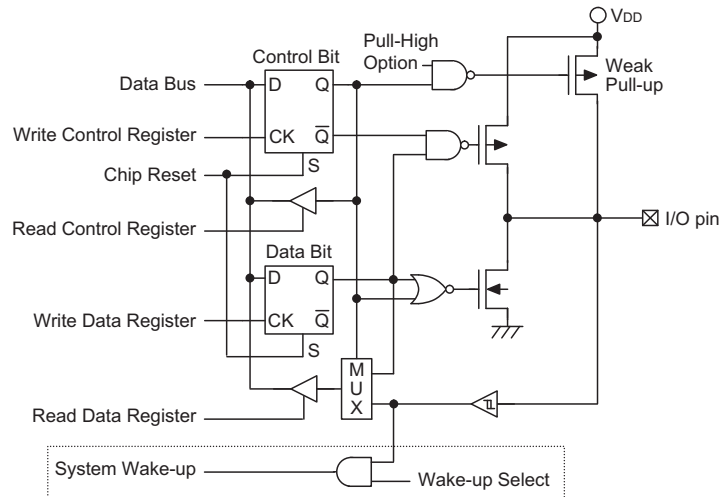 VDD
Control Bit
Pull-High
Option
Weak
Pull-up
Data Bus
D
Q
Write Control Register
CK
Q
S
Chip Reset
I/O pin
Read Control Register
Data Bit
D
Q
Write Data Register
CK
Q
S
M
U
X
Read Data Register
System Wake-up
Wake-up Select